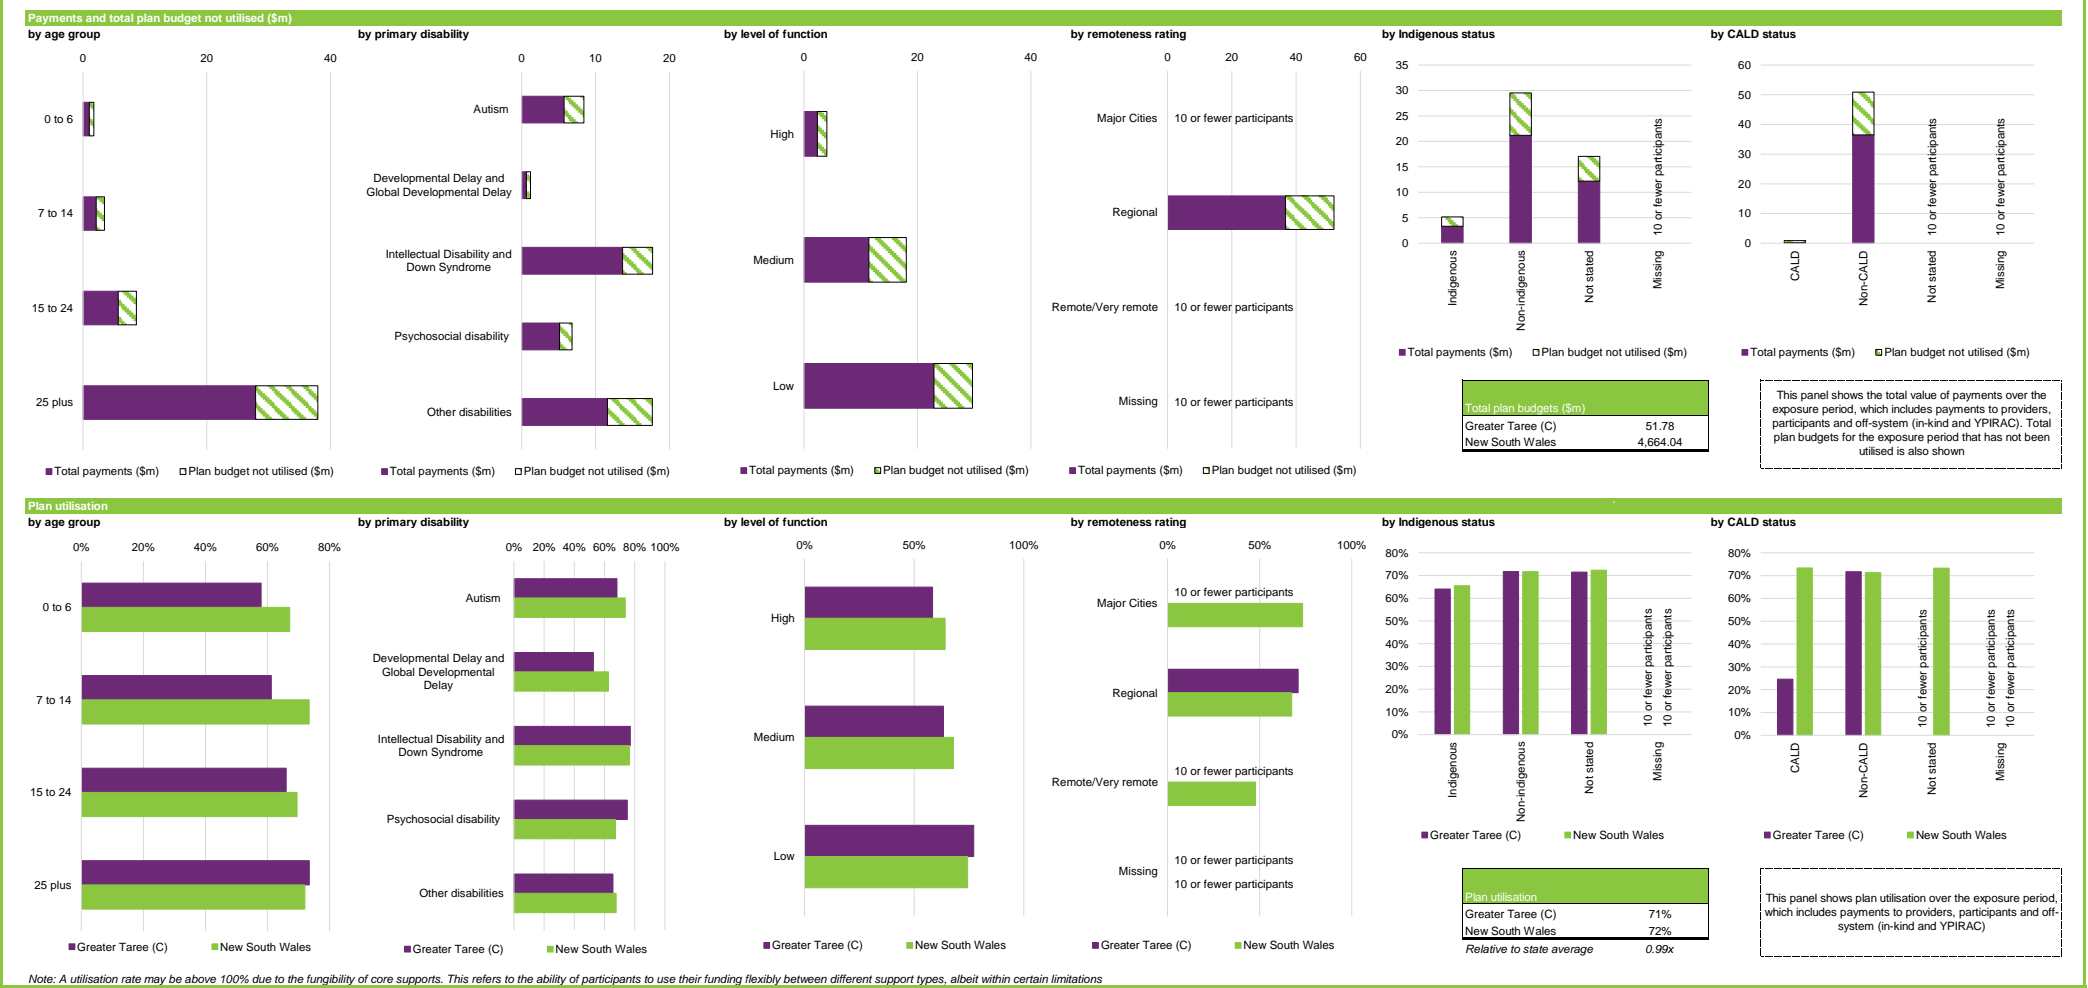 Payments and total plan budget not utilised ($m)
by age group
0 20 40
0 to 6
7 to 14
15 to 24
25 plus
Total payments ($m) Plan budget not utilised ($m)
by primary disability
0 10 20
Autism
Developmental Delay and
Global Developmental Delay
Intellectual Disability and
Down Syndrome
Psychosocial disability
Other disabilities
Total payments ($m) Plan budget not utilised ($m)
by level of function
0 20 40
High
Medium
Low
Total payments ($m) Plan budget not utilised ($m)
by remoteness rating
0 20 40 60
Major Cities 10 or fewer participants
Regional
Remote/Very remote 10 or fewer participants
Missing 10 or fewer participants
Total payments ($m) Plan budget not utilised ($m)
by Indigenous status
35
30
25
20
15
10
5
0
10 or fewer participants
Indigenous
Non-indigenous
Not stated
Missing
Total payments ($m) Plan budget not utilised ($m)
by CALD status
60
50
40
30
20
10
0
10 or fewer participants
10 or fewer participants
CALD
Non-CALD
Not stated
Missing
Total payments ($m) Plan budget not utilised ($m)
Total plan budgets ($m)
Greater Taree (C) 51.78
New South Wales 4,664.04
This panel shows the total value of payments over the
exposure period, which includes payments to providers,
participants and off-system (in-kind and YPIRAC). Total
plan budgets for the exposure period that has not been
utilised is also shown
Plan utilisation
by age group
0% 20% 40% 60% 80%
0 to 6
7 to 14
15 to 24
25 plus
Greater Taree (C) New South Wales
by primary disability
0% 20% 40% 60% 80% 100%
Autism
Developmental Delay and
Global Developmental
Delay
Intellectual Disability and
Down Syndrome
Psychosocial disability
Other disabilities
Greater Taree (C) New South Wales
by level of function
0% 50% 100%
High
Medium
Low
Greater Taree (C) New South Wales
by remoteness rating
0% 50% 100%
10 or fewer participants
Major Cities
Regional
10 or fewer participants
Remote/Very remote
10 or fewer participants
Missing
10 or fewer participants
Greater Taree (C) New South Wales
by Indigenous status
80%
70%
60%
50%
40%
30%
20%
10%
0%
10 or fewer participants
10 or fewer participants
Indigenous
Non-indigenous
Not stated
Missing
Greater Taree (C) New South Wales
by CALD status
80%
70%
60%
50%
40%
30%
20%
10%
0%
10 or fewer participants
10 or fewer participants
10 or fewer participants
CALD
Non-CALD
Not stated
Missing
Greater Taree (C) New South Wales
Plan utilisation
Greater Taree (C) 71%
New South Wales 72%
Relative to state average 0.99x
This panel shows plan utilisation over the exposure period,
which includes payments to providers, participants and off-
system (in-kind and YPIRAC)
Note: A utilisation rate may be above 100% due to the fungibility of core supports. This refers to the ability of participants to use their funding flexibly between different support types, albeit within certain limitations